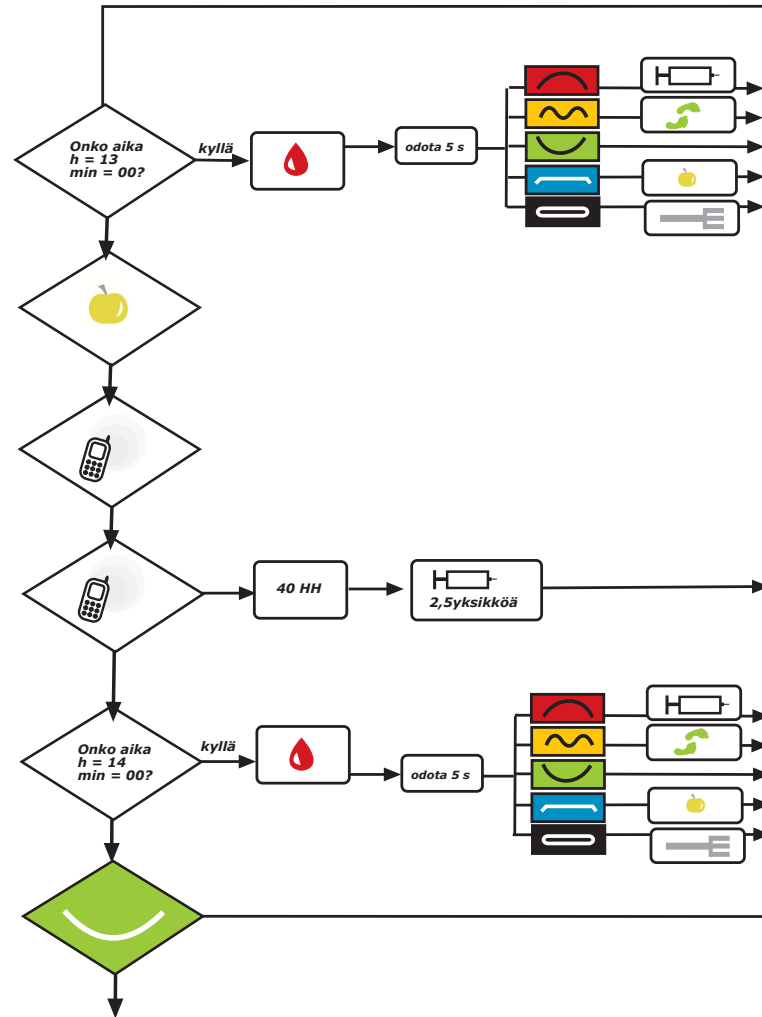 Onko aika
h = 13
min = 00?
kyllä
odota 5 s
40 HH
2,5yksikköä
Onko aika
h = 14
min = 00?
kyllä
odota 5 s